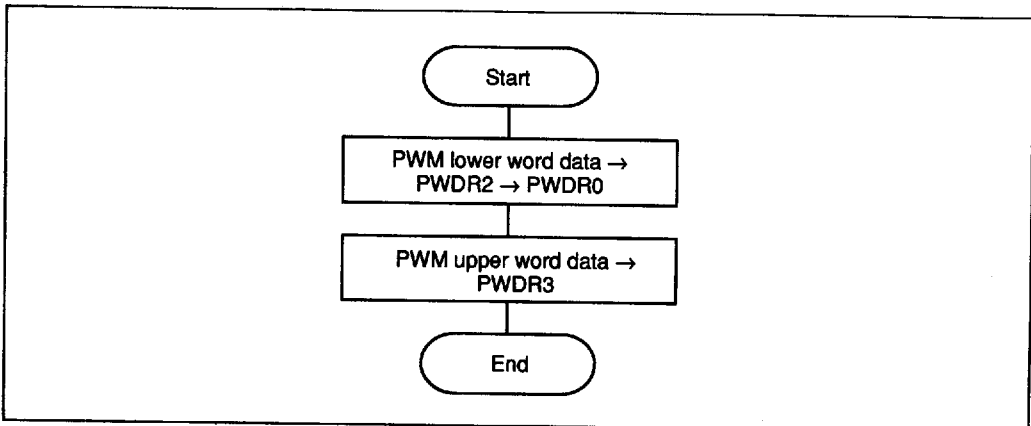 Start
PWM lower word data →
PWDR2 → PWDR0
PWM upper word data →
PWDR3
End